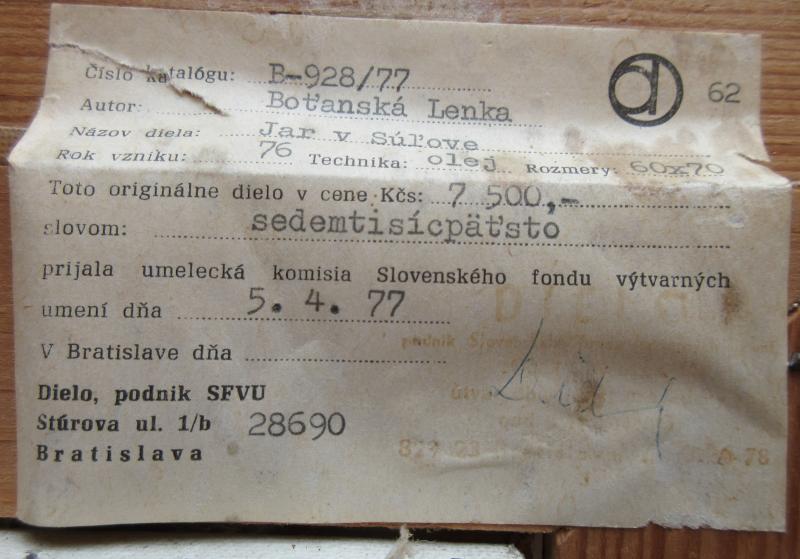 Číslo katalógu: B-928/77
62
Autor: Boťanská Lenka
Názov diela: Jar v Súľove
Rok vzniku: 76 Technika: olej Rozmery: 60x70
Toto originálne dielo v cene Kčs: 7 500,-
slovom: sedemtisícpäťsto
prijala umelecká komisia Slovenského fondu výtvarných
umení dňa 5. 4. 77
V Bratislave dňa
Dielo, podnik SFVU
Stúrova ul. 1/b 28690
Bratislava
DIELO
podnik